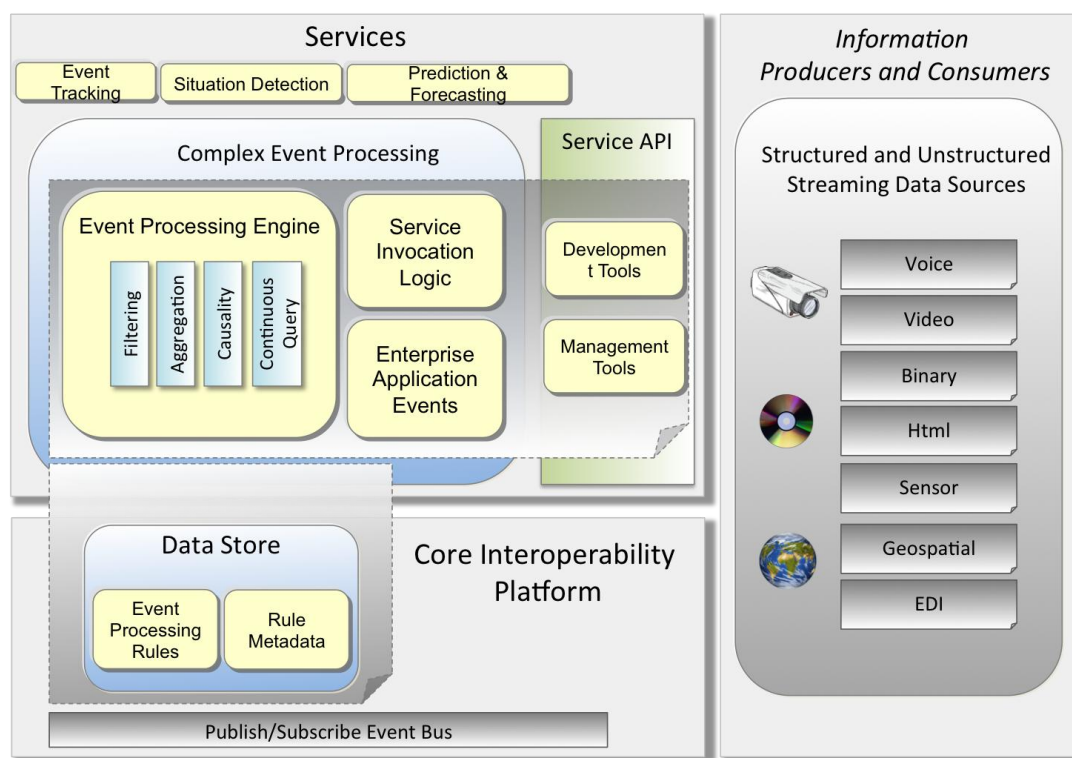 Services
Event
Tracking
Situation Detection
Prediction &
Forecasting
Complex Event Processing
Event Processing Engine
Filtering
Aggregation
Causality
Continuous
Query
Service
Invocation
Logic
Enterprise
Application
Events
Service API
Developmen
t Tools
Management
Tools
Data Store
Event
Processing
Rules
Rule
Metadata
Core Interoperability
Platform
Publish/Subscribe Event Bus
Information
Producers and Consumers
Structured and Unstructured
Streaming Data Sources
Voice
Video
Binary
Html
Sensor
Geospatial
EDI